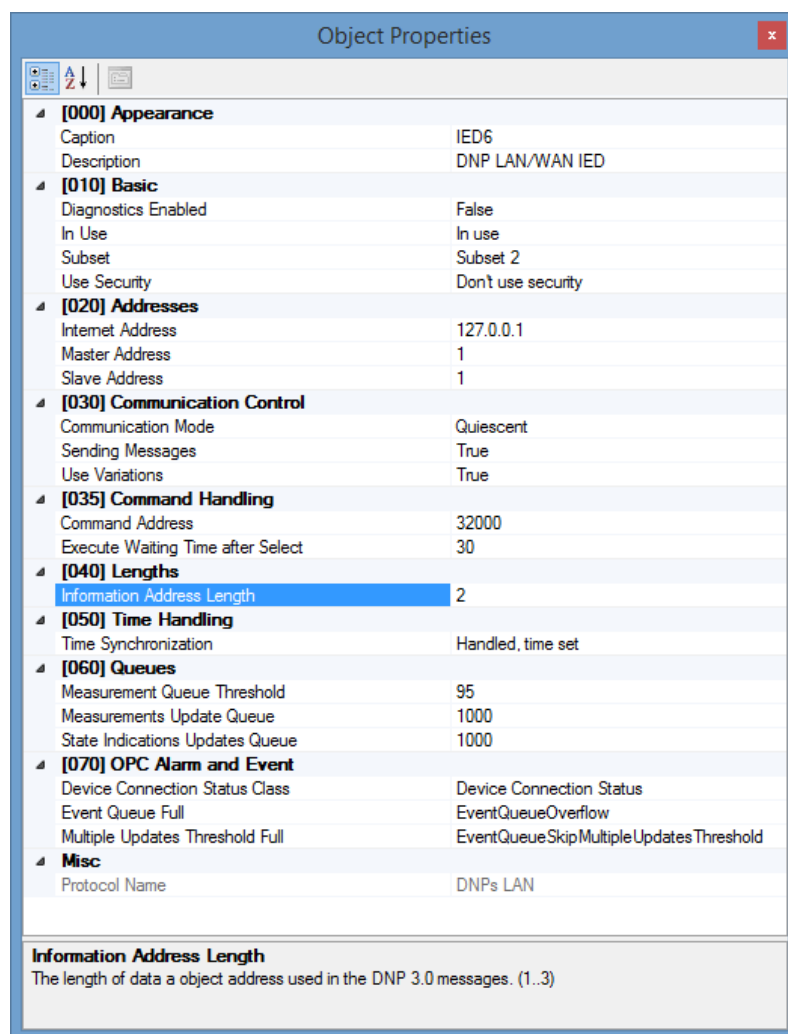 Object Properties
x
[000] Appearance
Caption IED6
Description DNP LAN/WAN IED
[010] Basic
Diagnostics Enabled False
In Use In use
Subset Subset 2
Use Security Don't use security
[020] Addresses
Internet Address 127.0.0.1
Master Address 1
Slave Address 1
[030] Communication Control
Communication Mode Quiescent
Sending Messages True
Use Variations True
[035] Command Handling
Command Address 32000
Execute Waiting Time after Select 30
[040] Lengths
Information Address Length 2
[050] Time Handling
Time Synchronization Handled, time set
[060] Queues
Measurement Queue Threshold 95
Measurements Update Queue 1000
State Indications Updates Queue 1000
[070] OPC Alarm and Event
Device Connection Status Class Device Connection Status
Event Queue Full EventQueueOverflow
Multiple Updates Threshold Full EventQueueSkipMultipleUpdatesThreshold
Misc
Protocol Name DNPs LAN
Information Address Length
The length of data a object address used in the DNP 3.0 messages. (1..3)